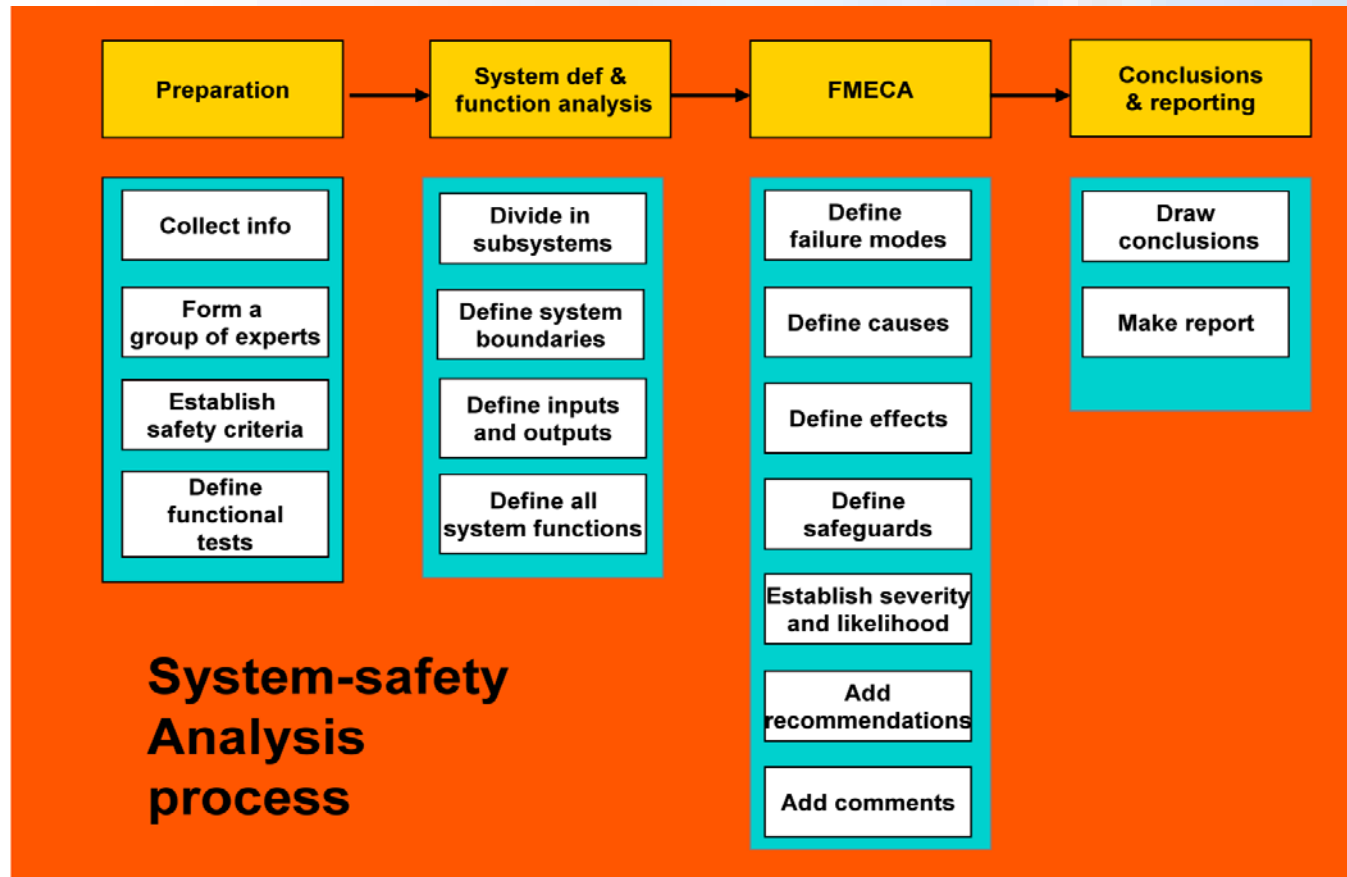 Preparation
System def &
function analysis
FMECA
Conclusions
& reporting
Collect info
Form a
group of experts
Establish
safety criteria
Define
functional
tests
Divide in
subsystems
Define system
boundaries
Define inputs
and outputs
Define all
system functions
Define
failure modes
Define causes
Define effects
Define
safeguards
Establish severity
and likelihood
Add
recommendations
Add comments
Draw
conclusions
Make report
System-safety
Analysis
process